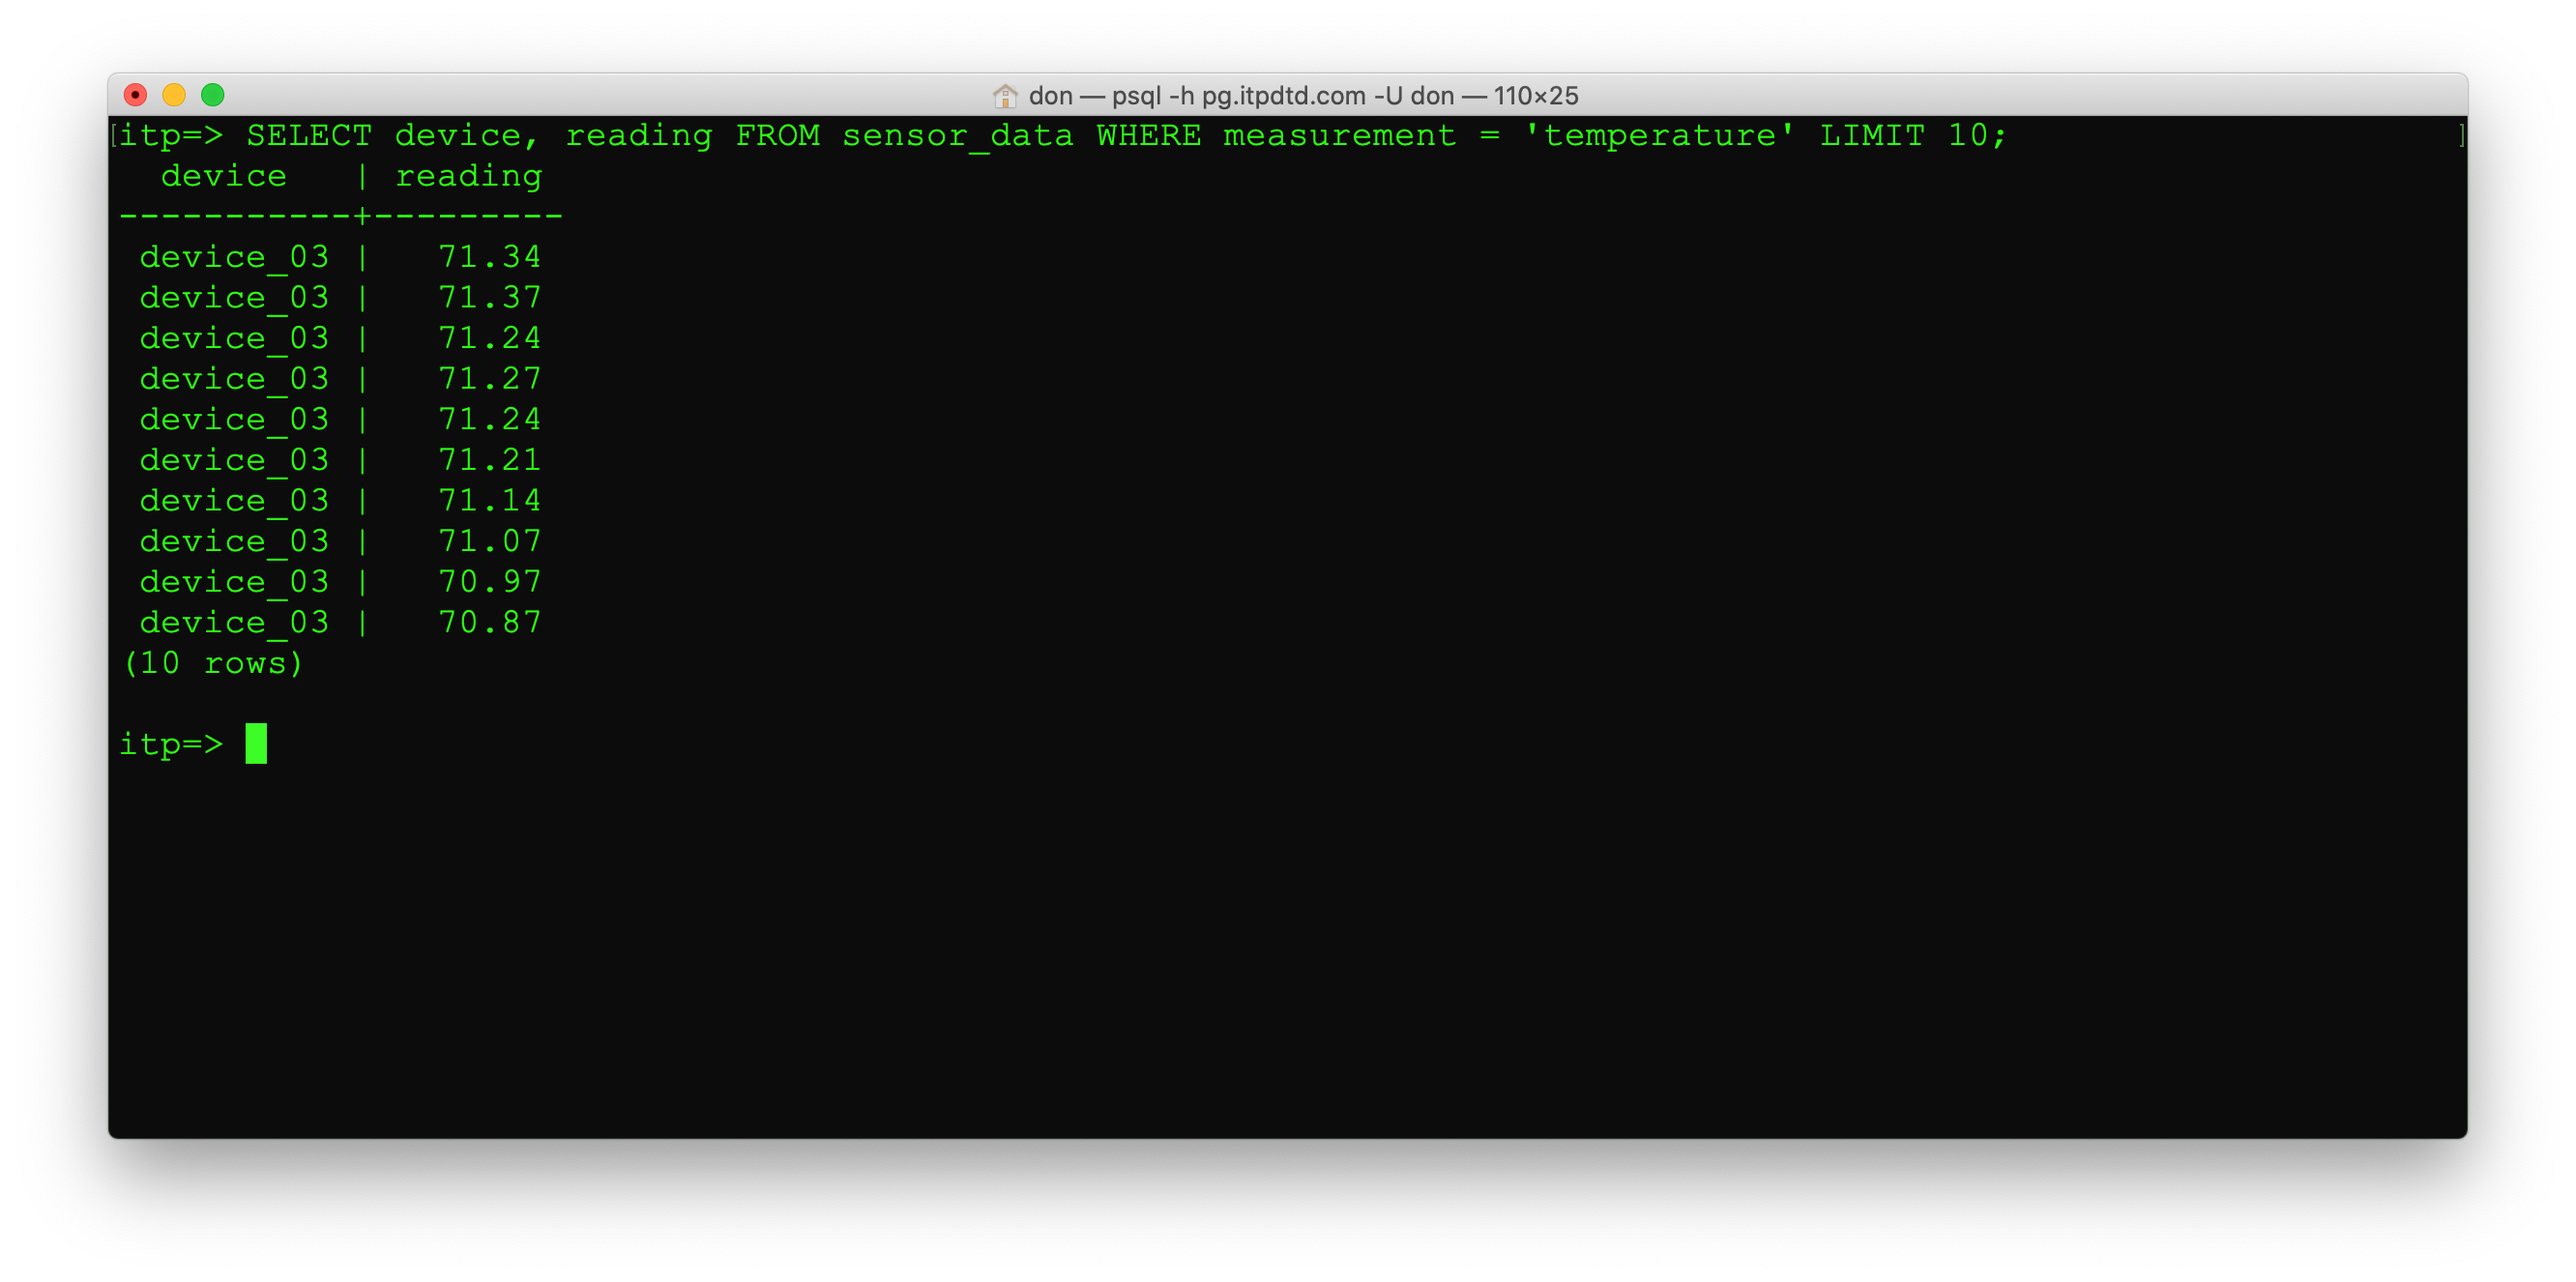 don — psql -h pg.itpdtd.com -U don — 110×25
[itp=> SELECT device, reading FROM sensor_data WHERE measurement = 'temperature' LIMIT 10; ]
  device   | reading
-----------+---------
 device_03 |   71.34
 device_03 |   71.37
 device_03 |   71.24
 device_03 |   71.27
 device_03 |   71.24
 device_03 |   71.21
 device_03 |   71.14
 device_03 |   71.07
 device_03 |   70.97
 device_03 |   70.87
(10 rows)
itp=>